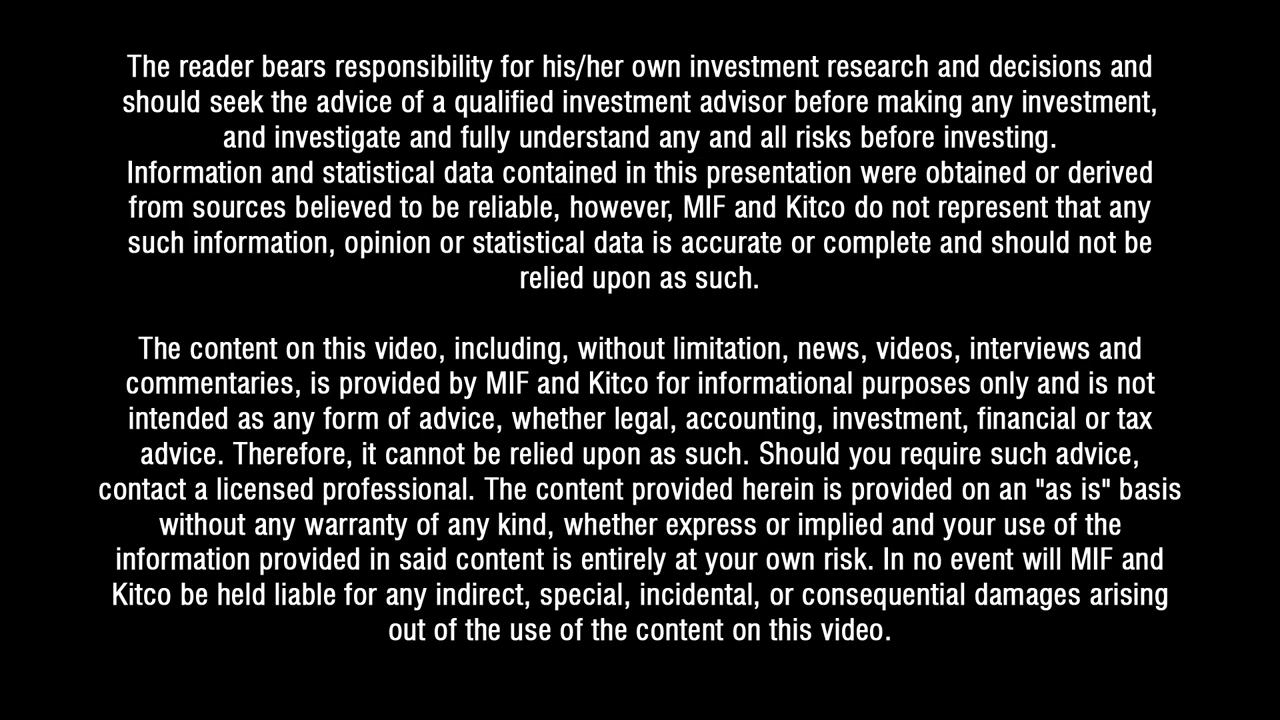 The reader bears responsibility for his/her own investment research and decisions and
should seek the advice of a qualified investment advisor before making any investment,
and investigate and fully understand any and all risks before investing.
Information and statistical data contained in this presentation were obtained or derived
from sources believed to be reliable, however, MIF and Kitco do not represent that any
such information, opinion or statistical data is accurate or complete and should not be
relied upon as such.
The content on this video, including, without limitation, news, videos, interviews and
commentaries, is provided by MIF and Kitco for informational purposes only and is not
intended as any form of advice, whether legal, accounting, investment, financial or tax
advice. Therefore, it cannot be relied upon as such. Should you require such advice,
contact a licensed professional. The content provided herein is provided on an "as is" basis
without any warranty of any kind, whether express or implied and your use of the
information provided in said content is entirely at your own risk. In no event will MIF and
Kitco be held liable for any indirect, special, incidental, or consequential damages arising
out of the use of the content on this video.